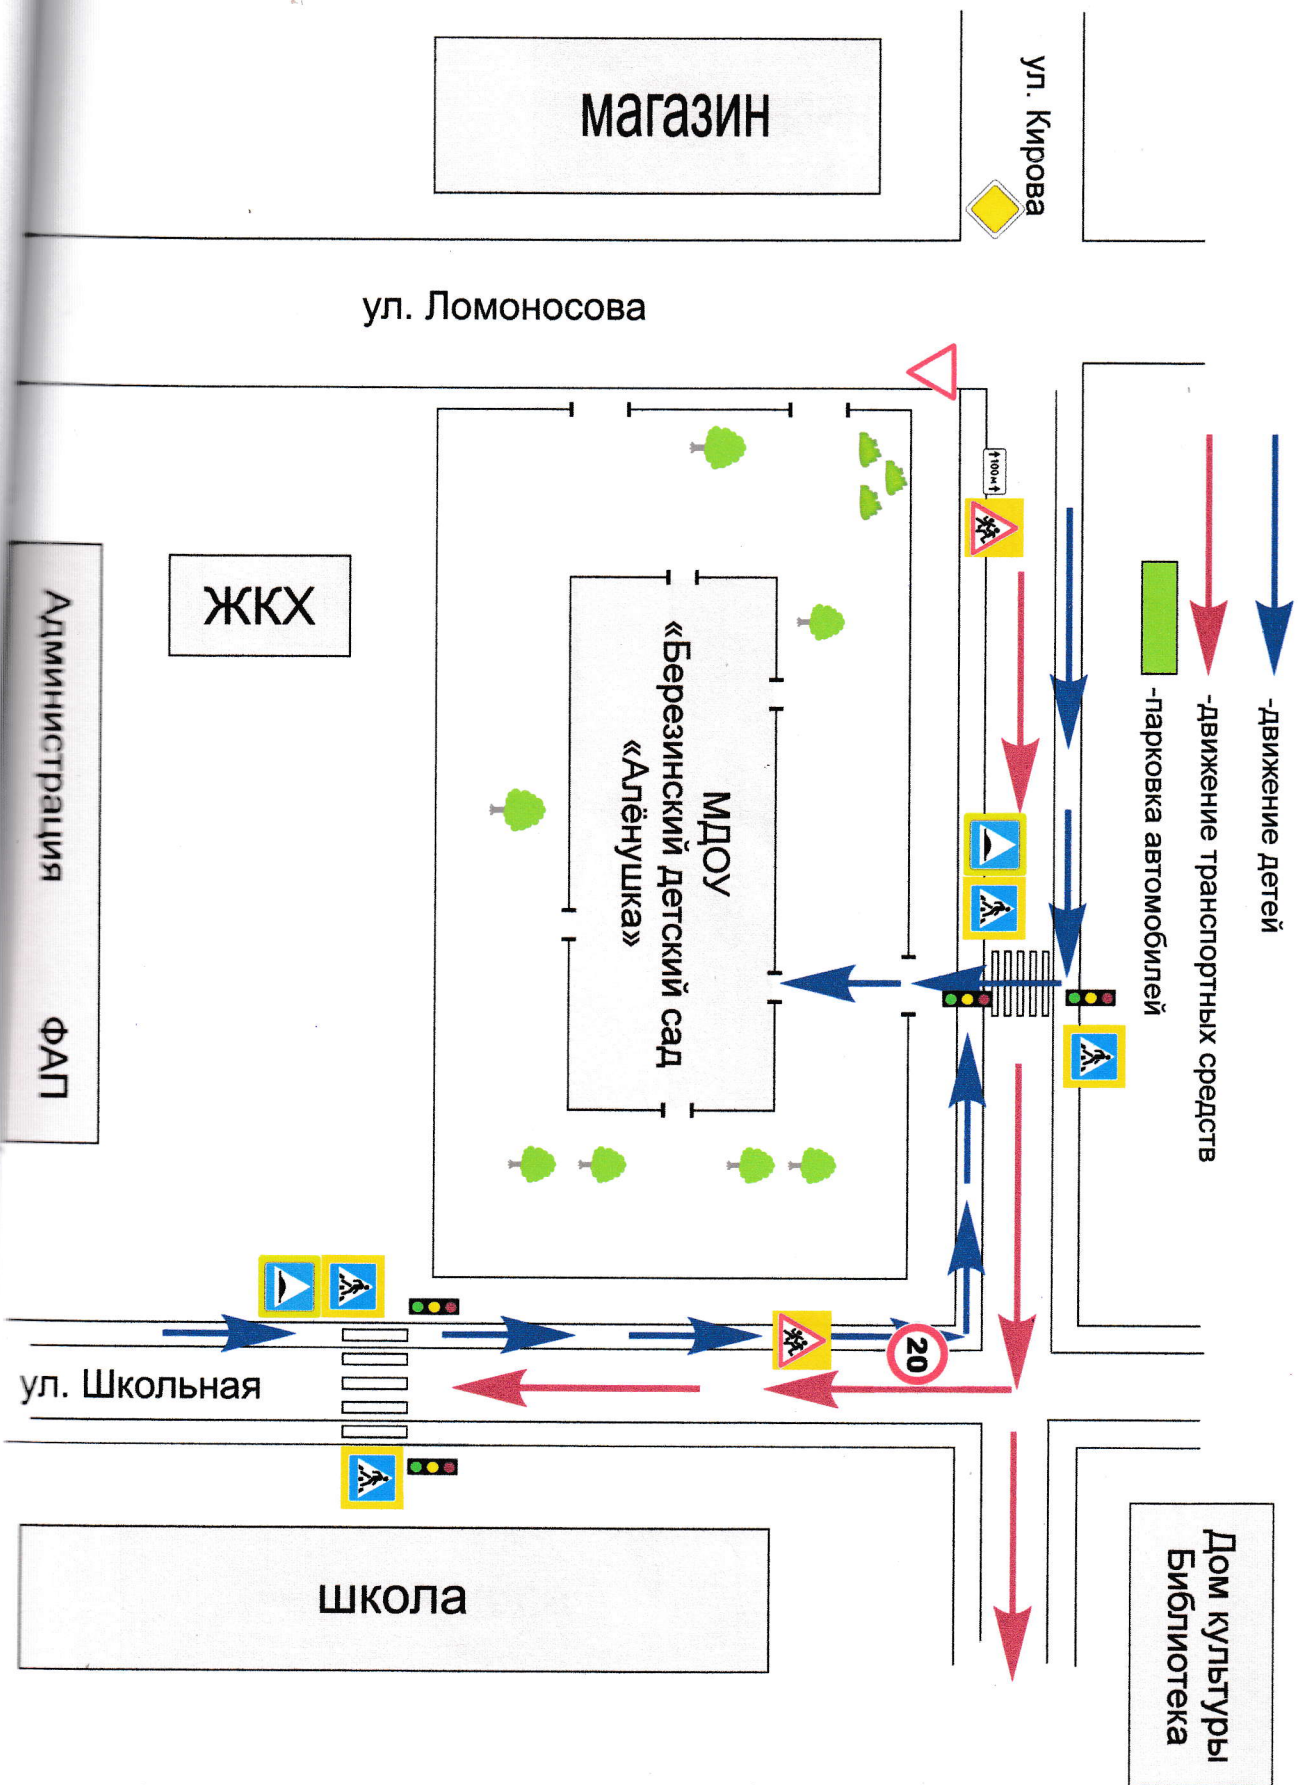 магазин
ул. Кирова
ул. Ломоносова
↑100м↑
-движение детей
-движение транспортных средств
-парковка автомобилей
ЖКХ
МДОУ
«Березинский детский сад
«Алёнушка»
Администрация ФАП
20
ул. Школьная
школа
Дом культуры
Библиотека